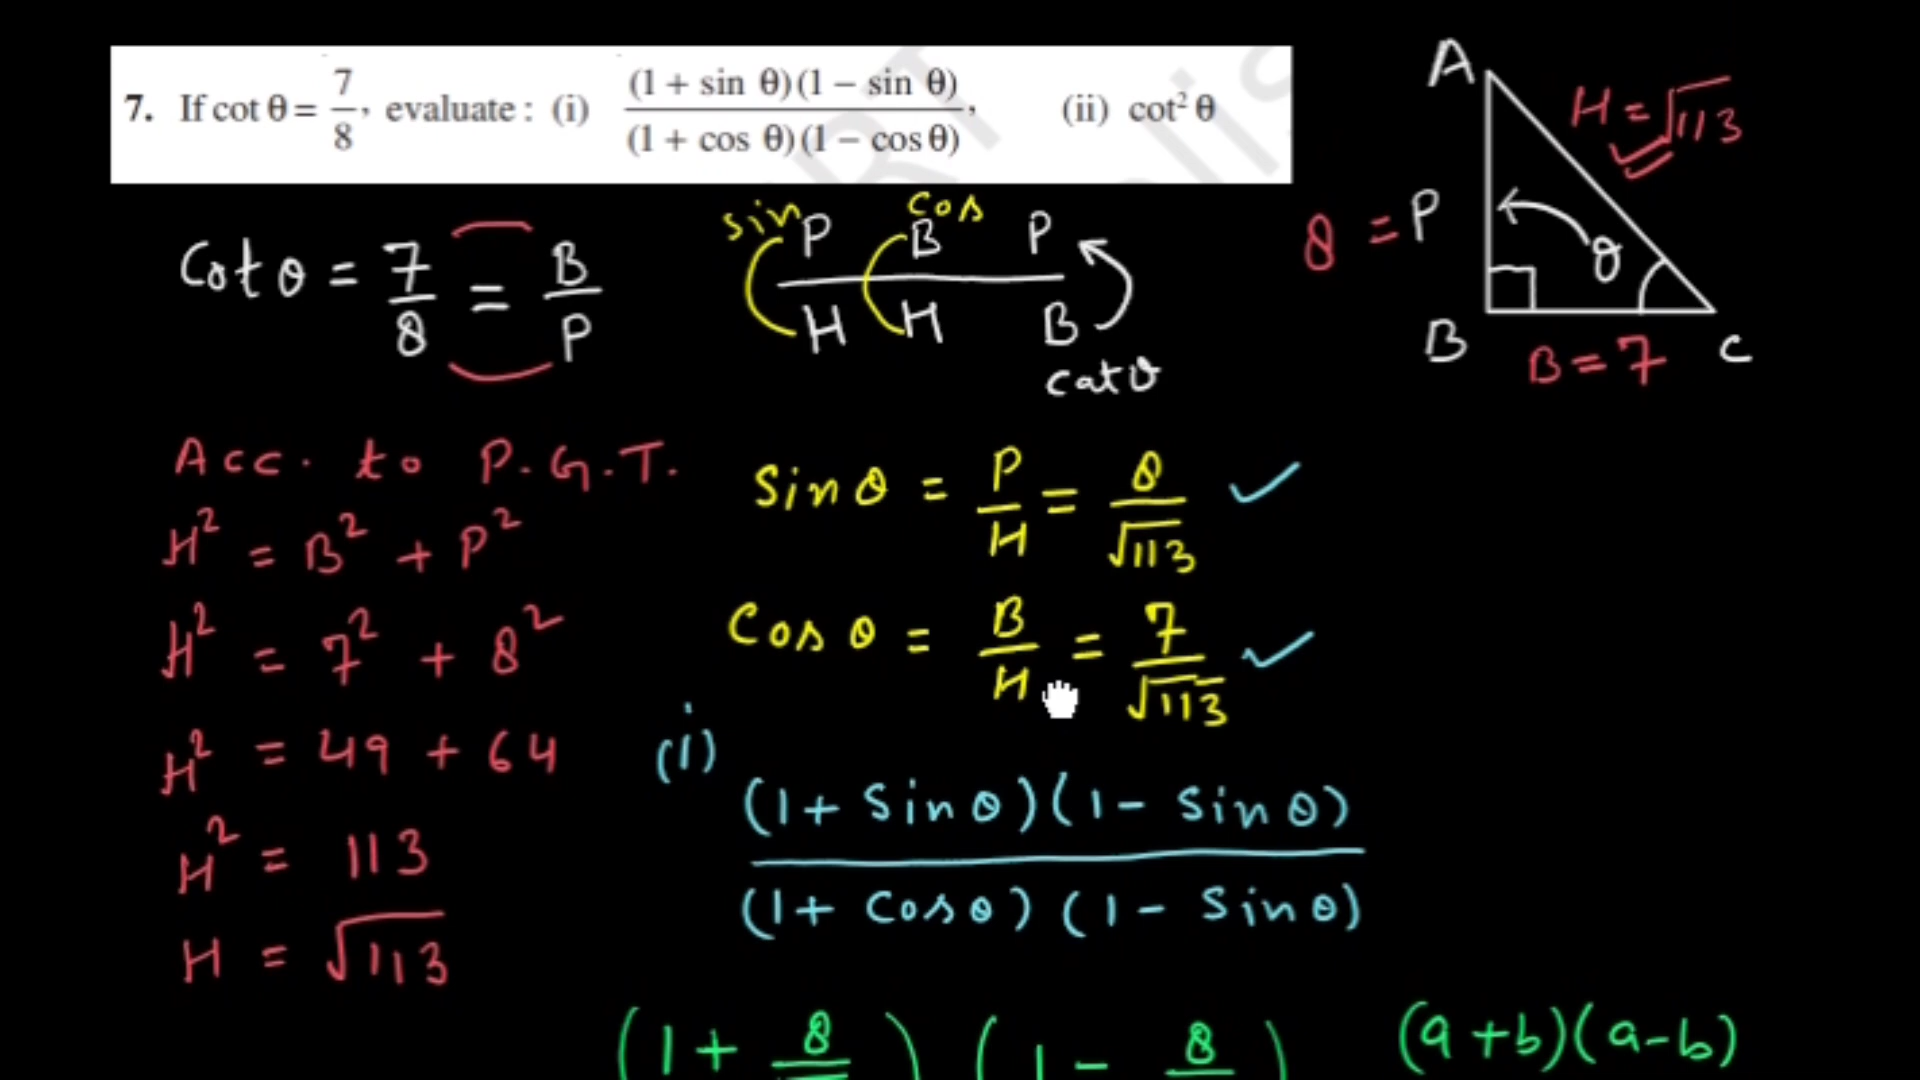 7. If cot θ = 7/8, evaluate : (i) (1 + sin θ)(1 − sin θ)/(1 + cos θ)(1 − cos θ), (ii) cot² θ
Cot θ = 7/8 = B/P
sin P/H cos B/H P/B
cot θ
A
H = √113
8 = P
θ
B
B = 7
C
Acc. to P.G.T.
H² = B² + P²
H² = 7² + 8²
H² = 49 + 64
H² = 113
H = √113
Sin θ = P/H = 8/√113
Cos θ = B/H = 7/√113
(i)
(1 + Sin θ)(1 − Sin θ)
(1 + Cos θ)(1 − Sin θ)
(1 + 8 ) (1 − 8 )
(a + b)(a − b)